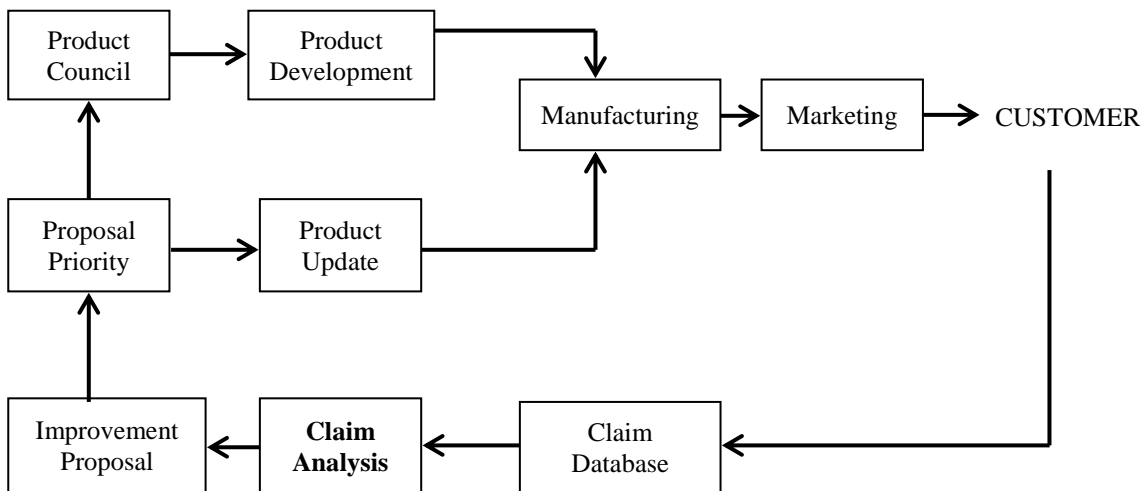 Product
Council
Product
Development
Manufacturing
Marketing
CUSTOMER
Proposal
Priority
Product
Update
Improvement
Proposal
Claim
Analysis
Claim
Database